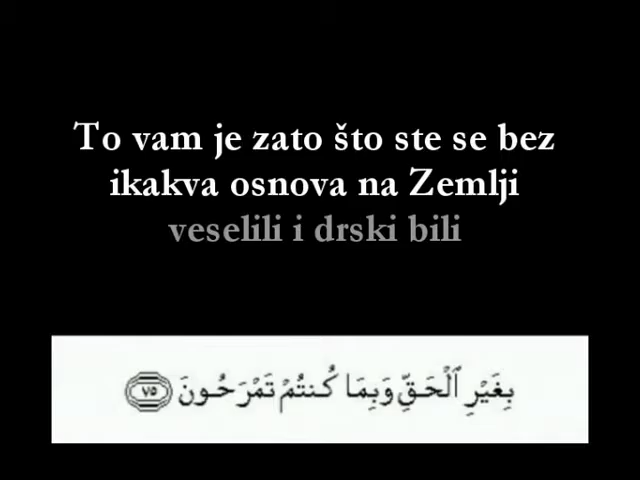 To vam je zato što ste se bez
ikakva osnova na Zemlji
veselili i drski bili
بِغَيْرِ ٱلْحَقِّ وَبِمَا كُنتُمْ تَمْرَحُونَ ﴿٧٥﴾